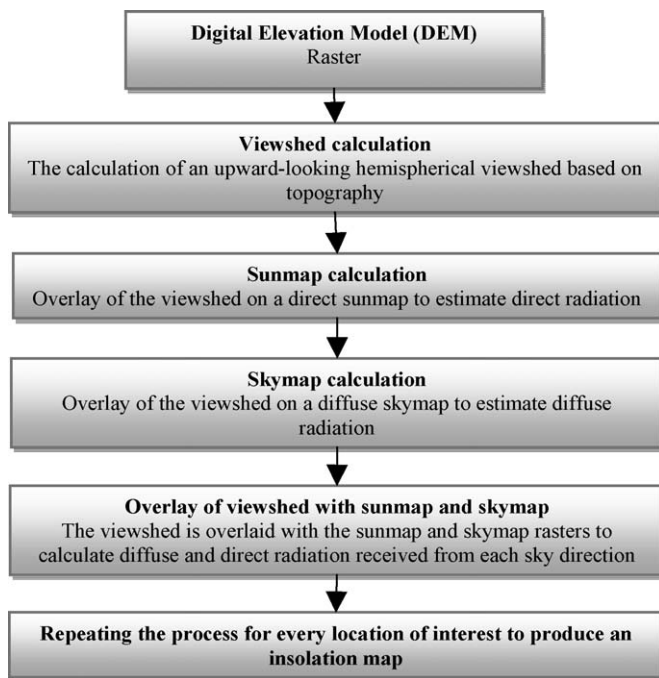 Digital Elevation Model (DEM)
Raster
Viewshed calculation
The calculation of an upward-looking hemispherical viewshed based on
topography
Sunmap calculation
Overlay of the viewshed on a direct sunmap to estimate direct radiation
Skymap calculation
Overlay of the viewshed on a diffuse skymap to estimate diffuse
radiation
Overlay of viewshed with sunmap and skymap
The viewshed is overlaid with the sunmap and skymap rasters to
calculate diffuse and direct radiation received from each sky direction
Repeating the process for every location of interest to produce an
insolation map